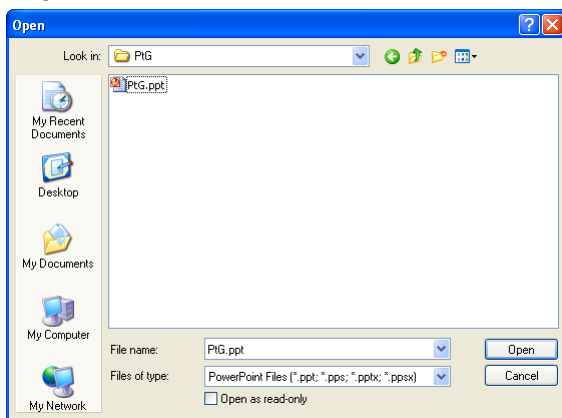 Open
Look in:
PtG
PtG.ppt
My Recent
Documents
Desktop
My Documents
My Computer
My Network
File name:
PtG.ppt
Open
Files of type:
PowerPoint Files (*.ppt; *.pps; *.pptx; *.ppsx)
Cancel
Open as read-only